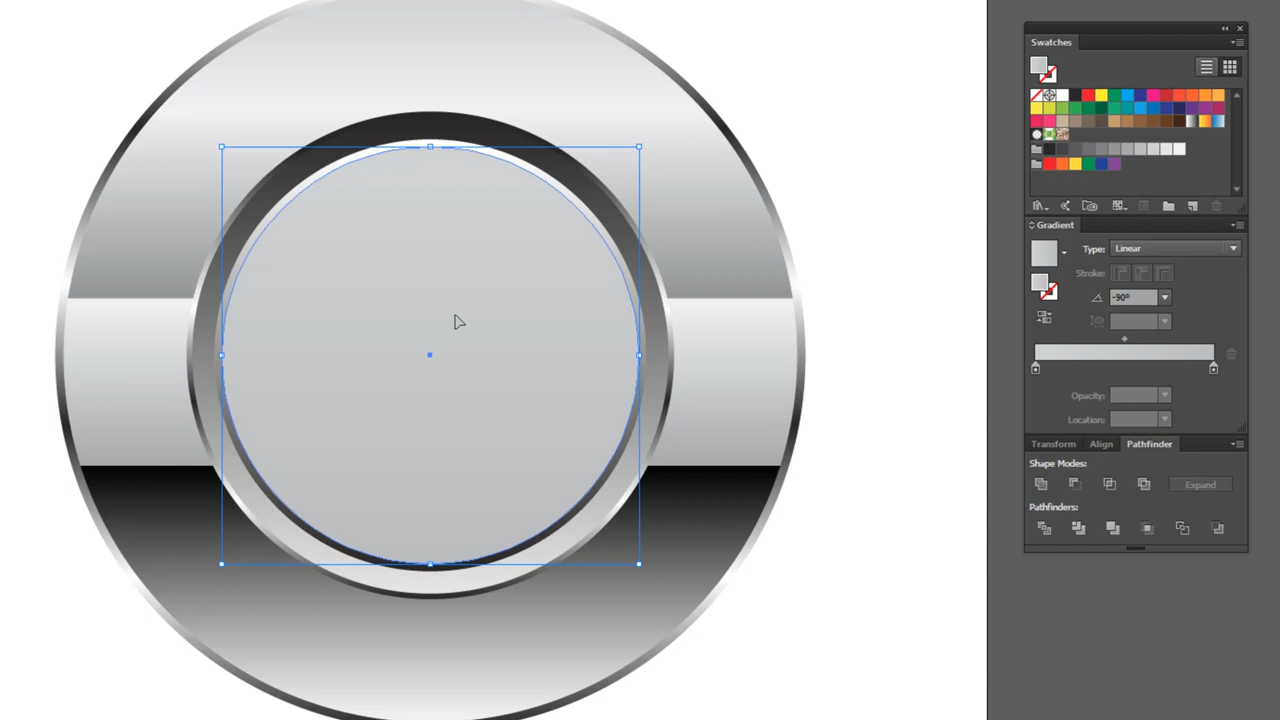 Swatches
Gradient
Type: Linear
Stroke:
-90°
Opacity:
Location:
Transform Align Pathfinder
Shape Modes:
Expand
Pathfinders: